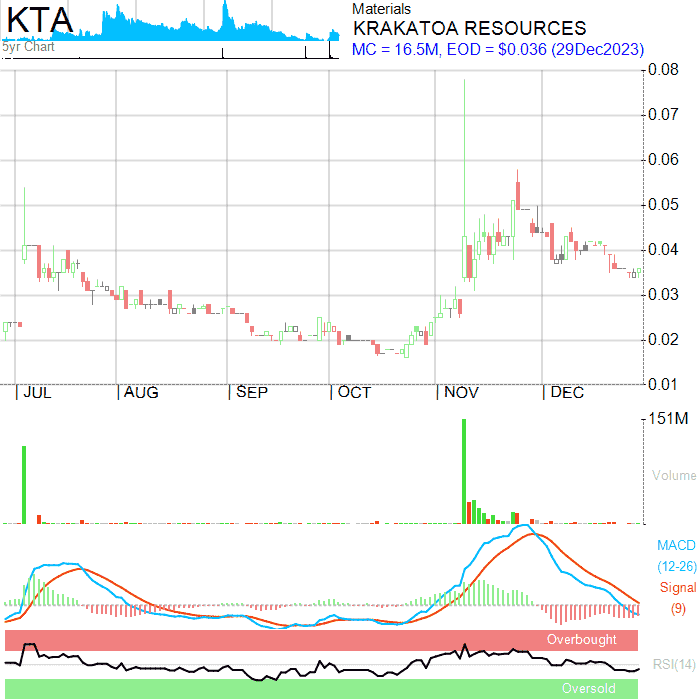 KTA
5yr Chart
Materials
KRAKATOA RESOURCES
MC = 16.5M, EOD = $0.036 (29Dec2023)
0.08
0.07
0.06
0.05
0.04
0.03
0.02
0.01
JUL AUG SEP OCT NOV DEC
151M
Volume
MACD
(12-26)
Signal
(9)
Overbought
RSI(14)
Oversold